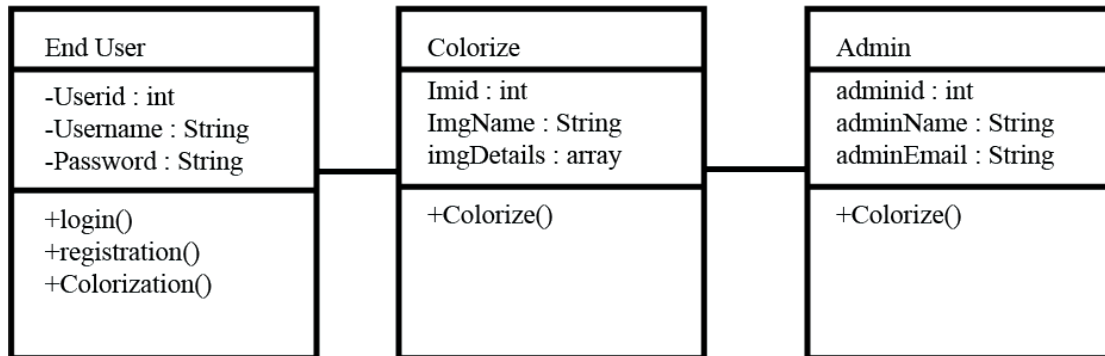 End User
-Userid : int
-Username : String
-Password : String
+login()
+registration()
+Colorization()
Colorize
Imid : int
ImgName : String
imgDetails : array
+Colorize()
Admin
adminid : int
adminName : String
adminEmail : String
+Colorize()